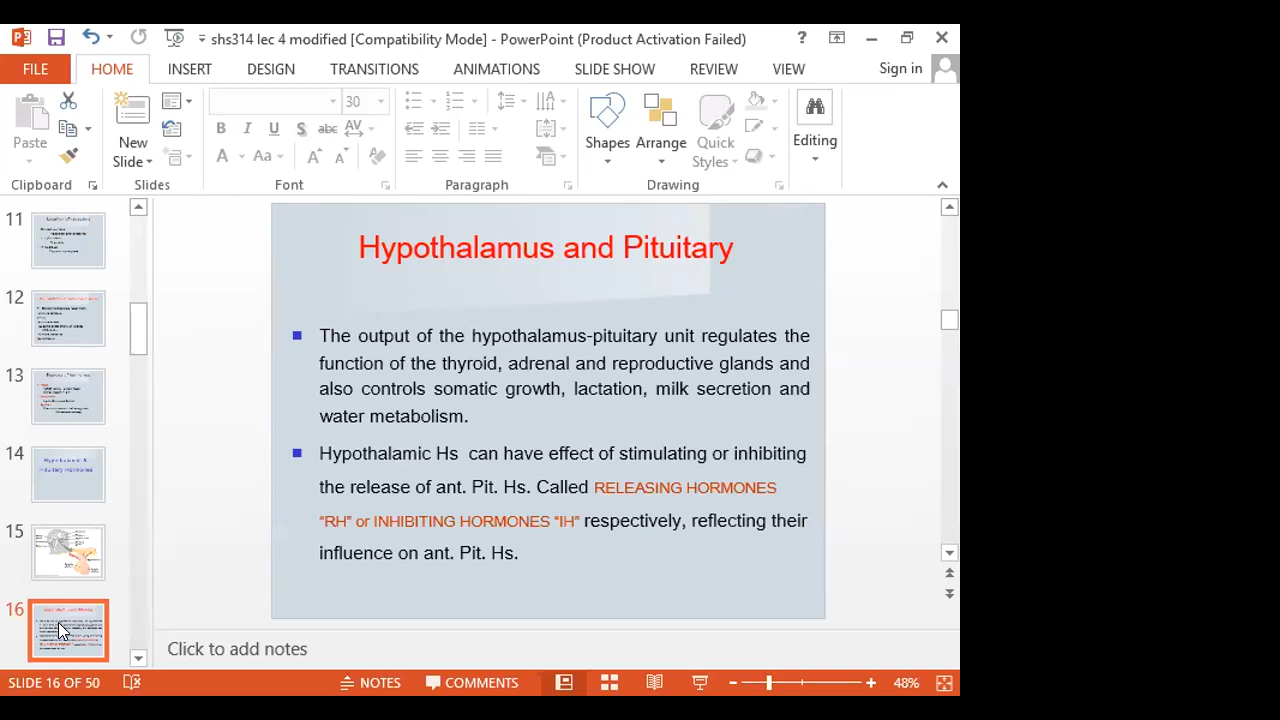 shs314 lec 4 modified [Compatibility Mode] - PowerPoint (Product Activation Failed)
FILE HOME INSERT DESIGN TRANSITIONS ANIMATIONS SLIDE SHOW REVIEW VIEW Sign in
30
Paste New Slide Shapes Arrange Quick Styles Editing
B I U S abc AV
A Aa A A
Clipboard Slides Font Paragraph Drawing
11
12
13
14
Hypothalamic &
Pituitary Hormones
15
16
Hypothalamus and Pituitary
The output of the hypothalamus-pituitary unit regulates the
function of the thyroid, adrenal and reproductive glands and
also controls somatic growth, lactation, milk secretion and
water metabolism.
Hypothalamic Hs can have effect of stimulating or inhibiting
the release of ant. Pit. Hs. Called RELEASING HORMONES
“RH” or INHIBITING HORMONES “IH” respectively, reflecting their
influence on ant. Pit. Hs.
Click to add notes
SLIDE 16 OF 50 NOTES COMMENTS 48%